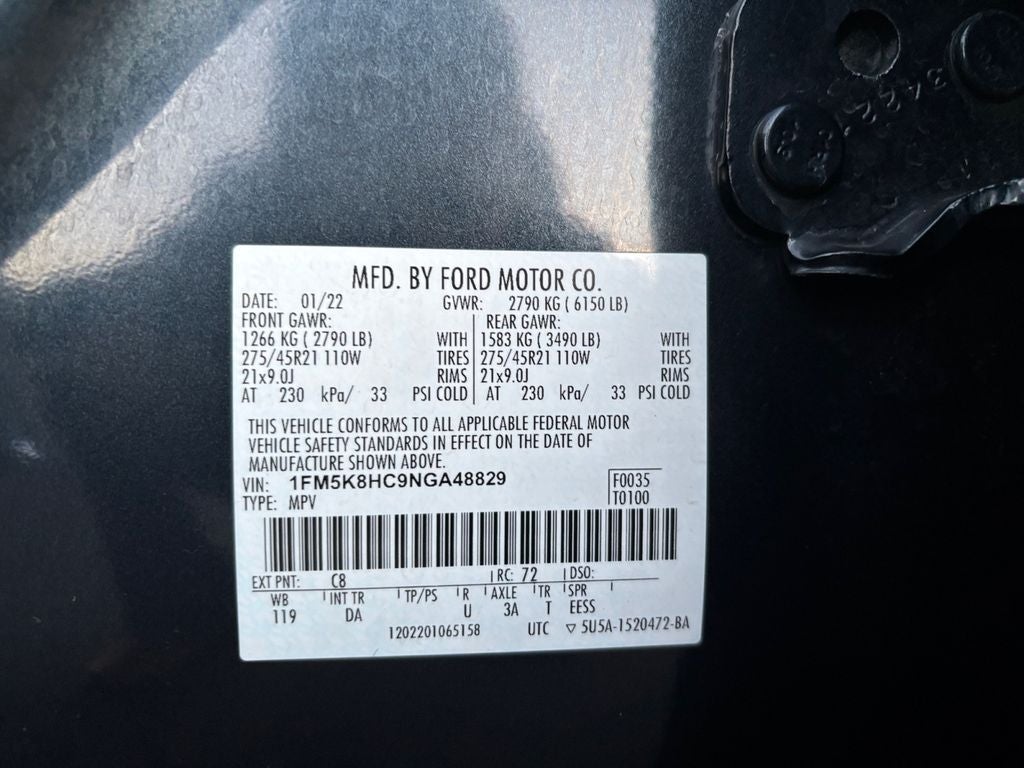 MFD. BY FORD MOTOR CO.
DATE: 01/22 GVWR: 2790 KG ( 6150 LB)
FRONT GAWR: REAR GAWR:
1266 KG ( 2790 LB) WITH 1583 KG ( 3490 LB) WITH
275/45R21 110W TIRES 275/45R21 110W TIRES
21x9.0J RIMS 21x9.0J RIMS
AT 230 kPa/ 33 PSI COLD AT 230 kPa/ 33 PSI COLD
THIS VEHICLE CONFORMS TO ALL APPLICABLE FEDERAL MOTOR
VEHICLE SAFETY STANDARDS IN EFFECT ON THE DATE OF
MANUFACTURE SHOWN ABOVE.
VIN: 1FM5K8HC9NGA48829 F0035
TYPE: MPV T0100
EXT PNT: C8 RC: 72 DSO:
WB INT TR TP/PS R AXLE TR SPR
119 DA U 3A T EESS
1202201065158 UTC ▽ 5U5A-1520472-BA